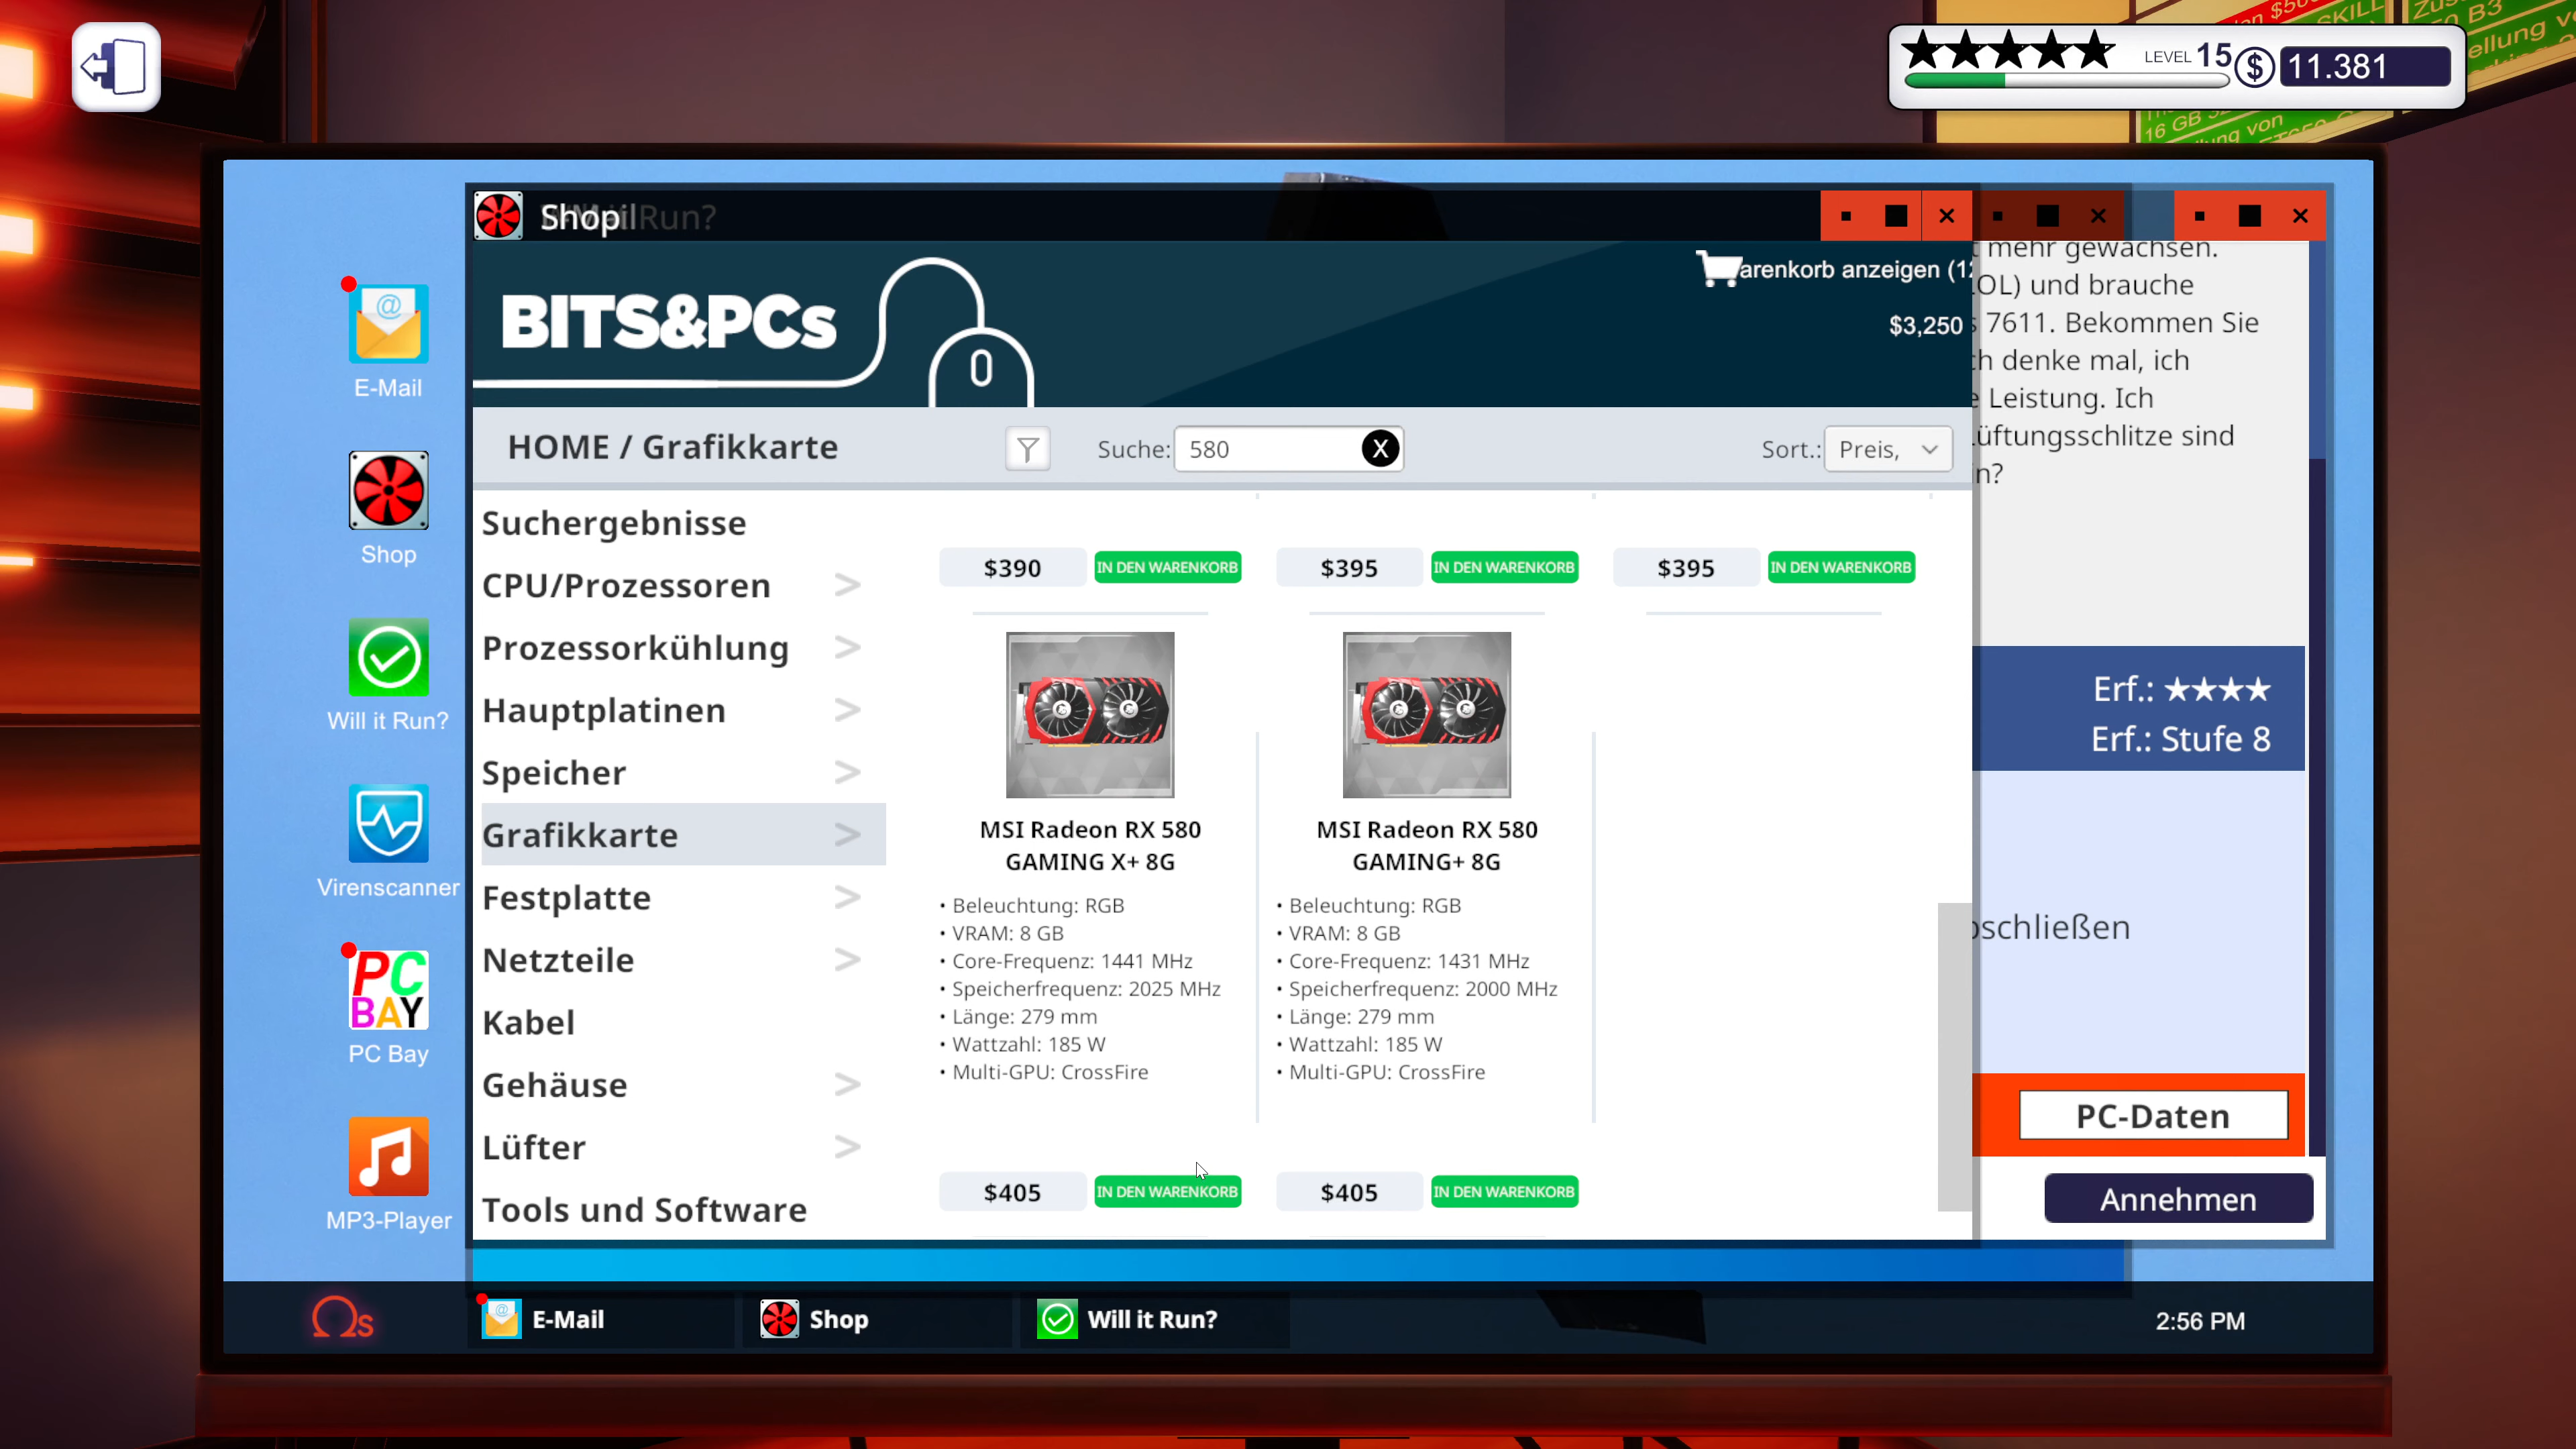 LEVEL 15
$ 11.381
16 GB
Shop
Run?
mehr gewachsen.
und brauche
7611. Bekommen Sie
denke mal, ich
Leistung. Ich
sind
BITS&PCs
arenkorb anzeigen (12
$3,250
HOME / Grafikkarte
Suche: 580 X
Sort.: Preis,
Suchergebnisse
CPU/Prozessoren >
Prozessorkühlung >
Hauptplatinen >
Speicher >
Grafikkarte >
Festplatte >
Netzteile >
Kabel
Gehäuse >
Lüfter >
Tools und Software
$390 IN DEN WARENKORB
$395 IN DEN WARENKORB
$395 IN DEN WARENKORB
MSI Radeon RX 580
GAMING X+ 8G
• Beleuchtung: RGB
• VRAM: 8 GB
• Core-Frequenz: 1441 MHz
• Speicherfrequenz: 2025 MHz
• Länge: 279 mm
• Wattzahl: 185 W
• Multi-GPU: CrossFire
$405 IN DEN WARENKORB
MSI Radeon RX 580
GAMING+ 8G
• Beleuchtung: RGB
• VRAM: 8 GB
• Core-Frequenz: 1431 MHz
• Speicherfrequenz: 2000 MHz
• Länge: 279 mm
• Wattzahl: 185 W
• Multi-GPU: CrossFire
$405 IN DEN WARENKORB
Erf.: ★★★★
Erf.: Stufe 8
PC-Daten
Annehmen
E-Mail
Shop
Will it Run?
Virenscanner
PC BAY
PC Bay
MP3-Player
Ωs
E-Mail
Shop
Will it Run?
2:56 PM